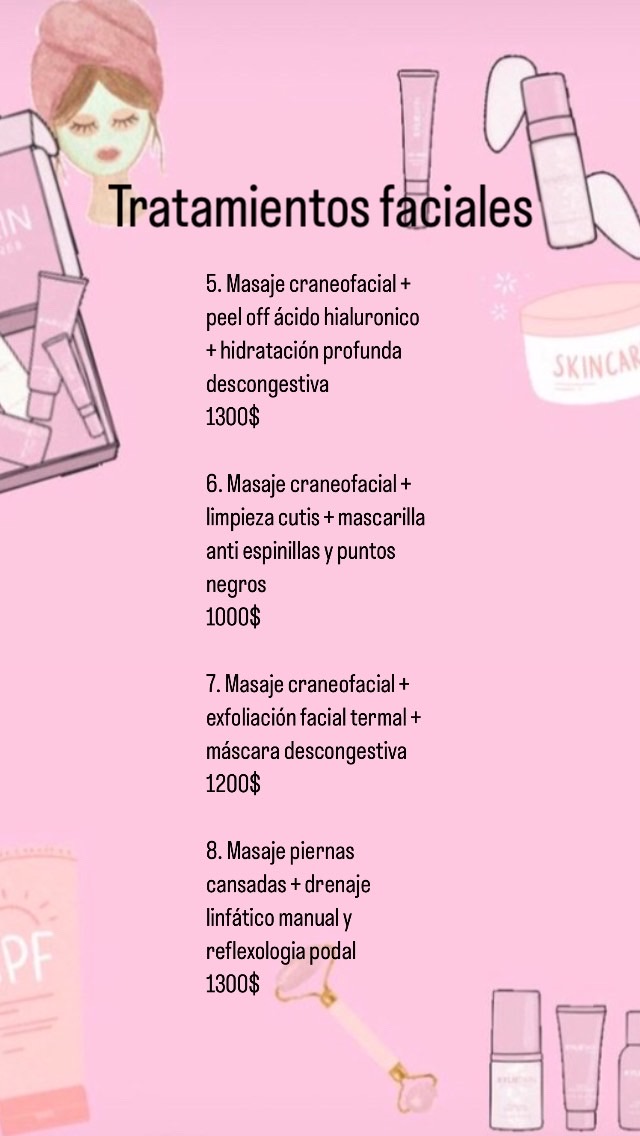 Tratamientos faciales
5. Masaje craneofacial +
peel off ácido hialuronico
+ hidratación profunda
descongestiva
1300$
6. Masaje craneofacial +
limpieza cutis + mascarilla
anti espinillas y puntos
negros
1000$
7. Masaje craneofacial +
exfoliación facial termal +
máscara descongestiva
1200$
8. Masaje piernas
cansadas + drenaje
linfático manual y
reflexologia podal
1300$
SKINCAR
PF